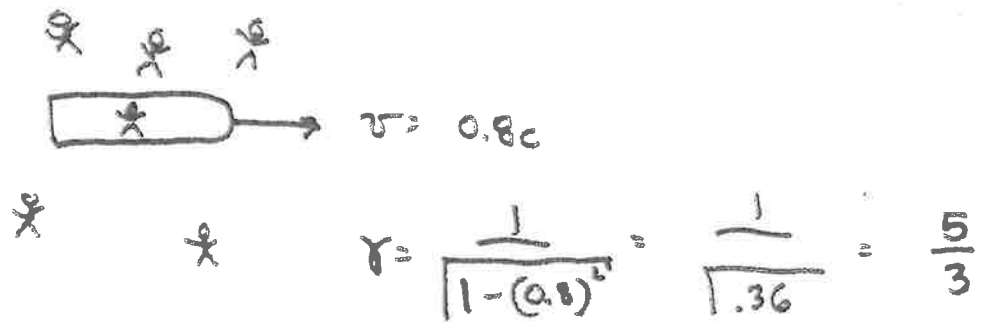 v = 0.8c
γ = 1/√(1-(0.8)²) = 1/√.36 = 5/3